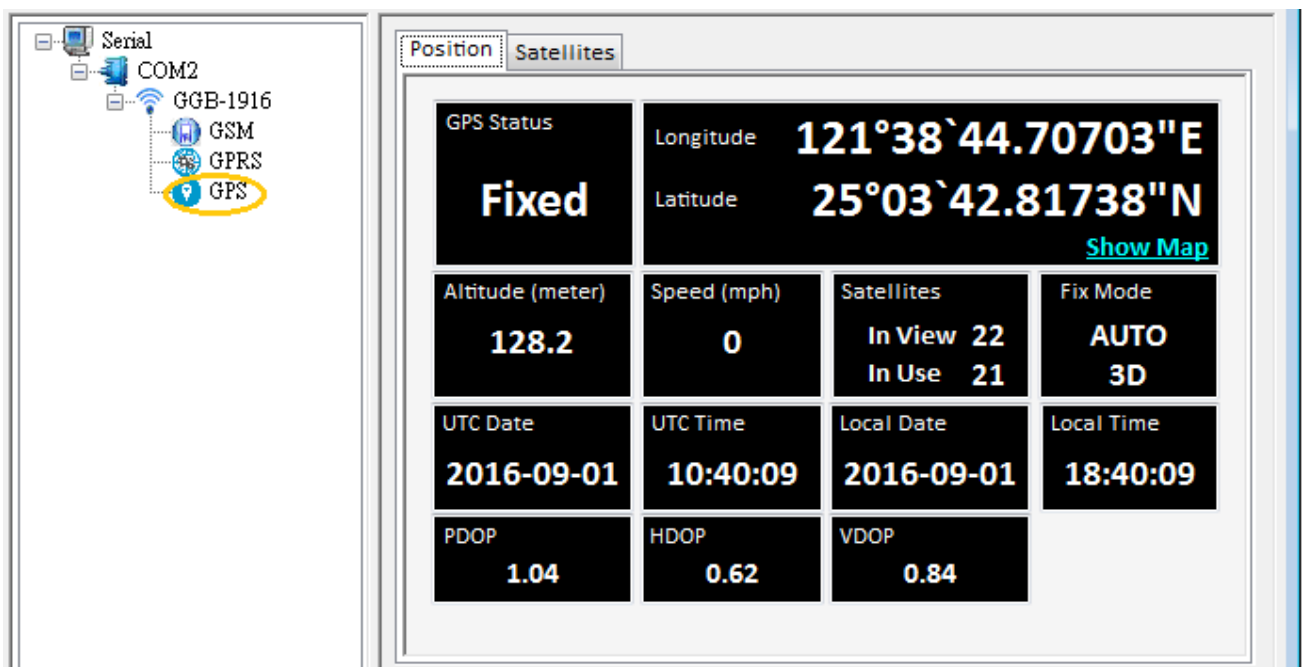 Serial
COM2
GGB-1916
GSM
GPRS
GPS
Position Satellites
GPS Status
Fixed
Longitude 121°38`44.70703"E
Latitude 25°03`42.81738"N
Show Map
Altitude (meter)
128.2
Speed (mph)
0
Satellites
In View 22
In Use 21
Fix Mode
AUTO
3D
UTC Date
2016-09-01
UTC Time
10:40:09
Local Date
2016-09-01
Local Time
18:40:09
PDOP
1.04
HDOP
0.62
VDOP
0.84